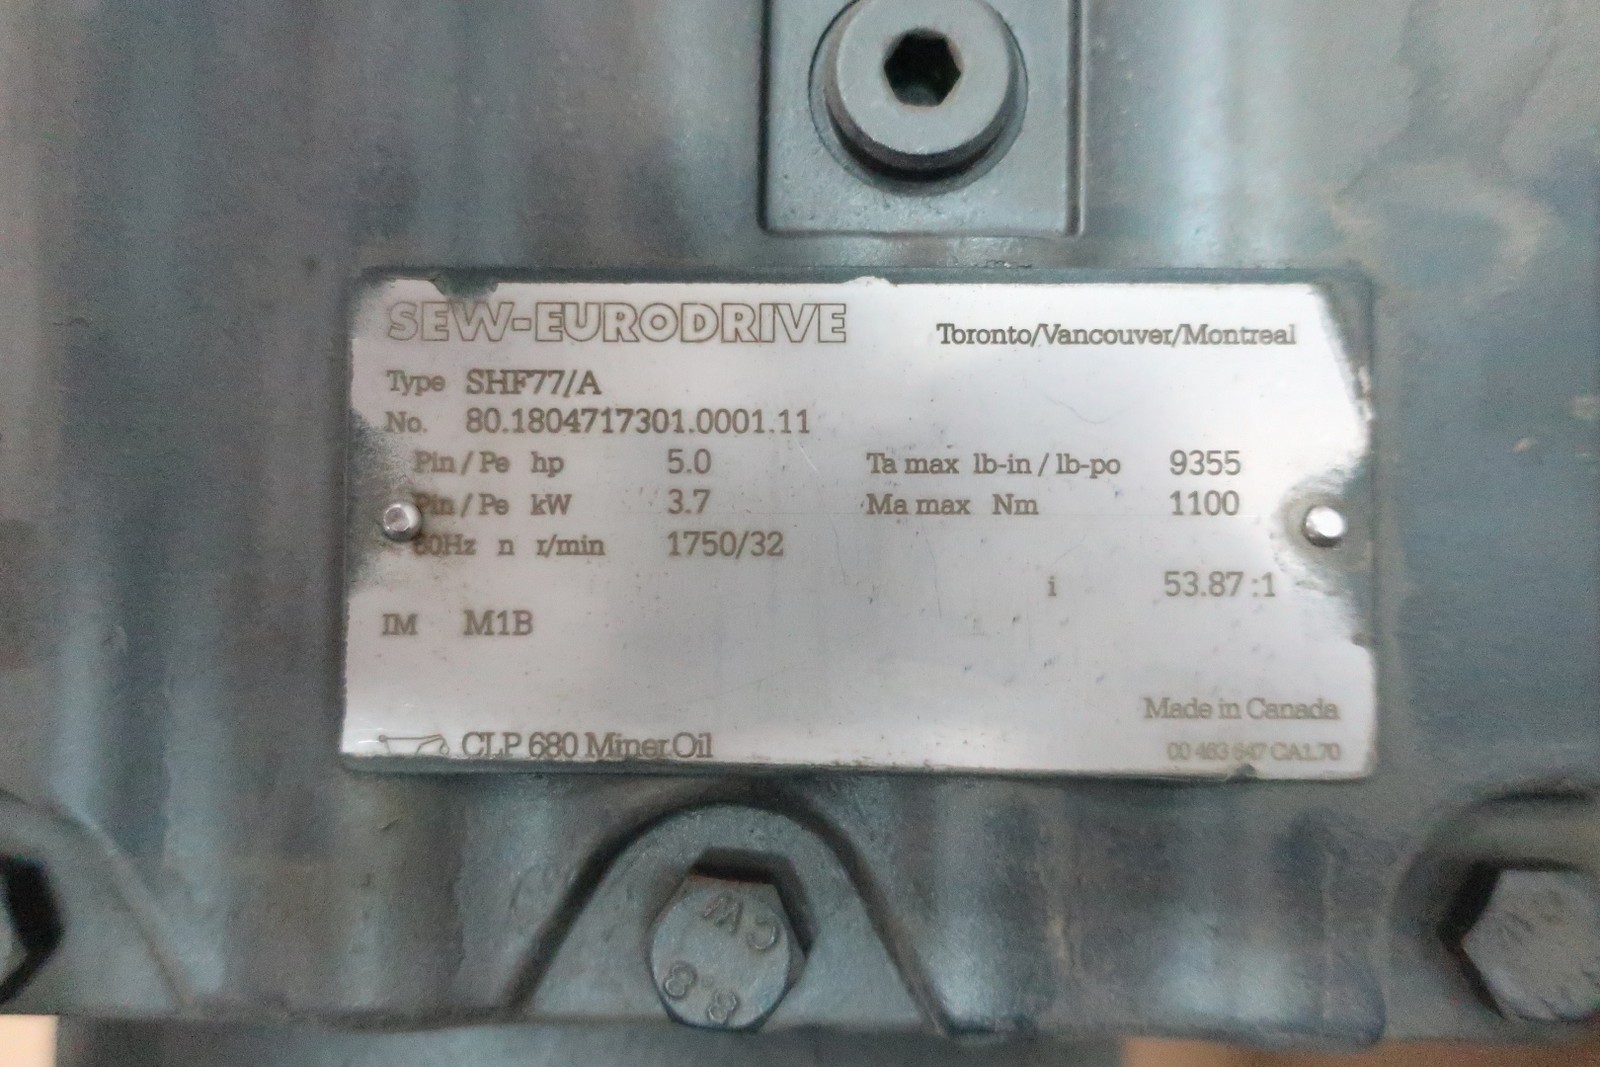 SEW-EURODRIVE Toronto/Vancouver/Montreal
Type SHF77/A
No. 80.1804717301.0001.11
Pin/Pe hp 5.0 Ta max lb-in/lb-po 9355
Pin/Pe kW 3.7 Ma max Nm 1100
60Hz n r/min 1750/32
i 53.87:1
IM M1B
Made in Canada
CLP 680 Miner.Oil 00 463 647 CA1.70
CW
8.8